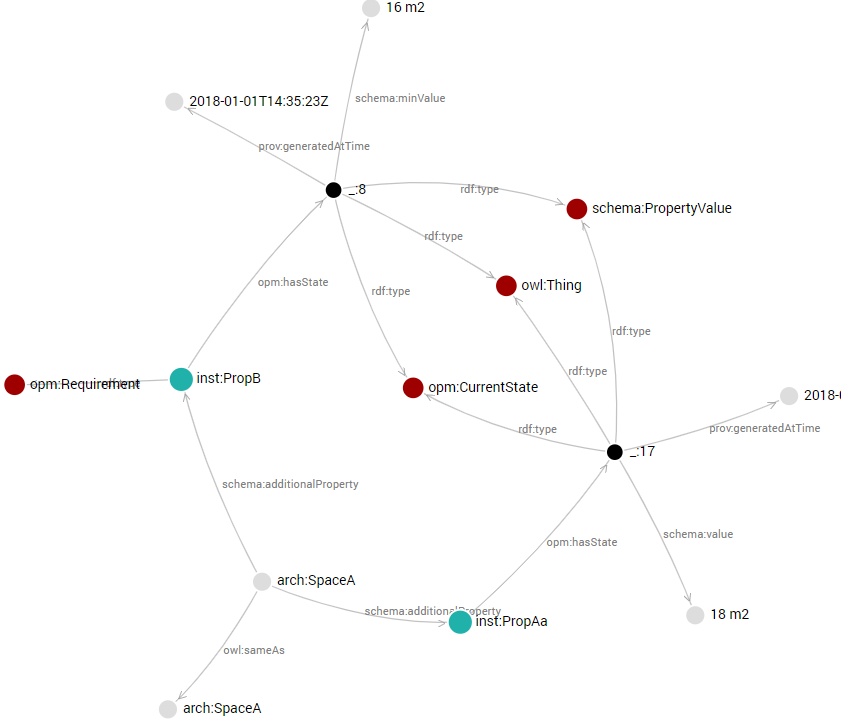 16 m2
schema:minValue
2018-01-01T14:35:23Z
prov:generatedAtTime
_:8
rdf:type
schema:PropertyValue
rdf:type
opm:hasState
rdf:type
owl:Thing
rdf:type
rdf:type
opm:Requirement
rdf:type
inst:PropB
opm:CurrentState
2018-
rdf:type
prov:generatedAtTime
_:17
schema:additionalProperty
opm:hasState
schema:value
arch:SpaceA
schema:additionalProperty
inst:PropAa
18 m2
owl:sameAs
arch:SpaceA